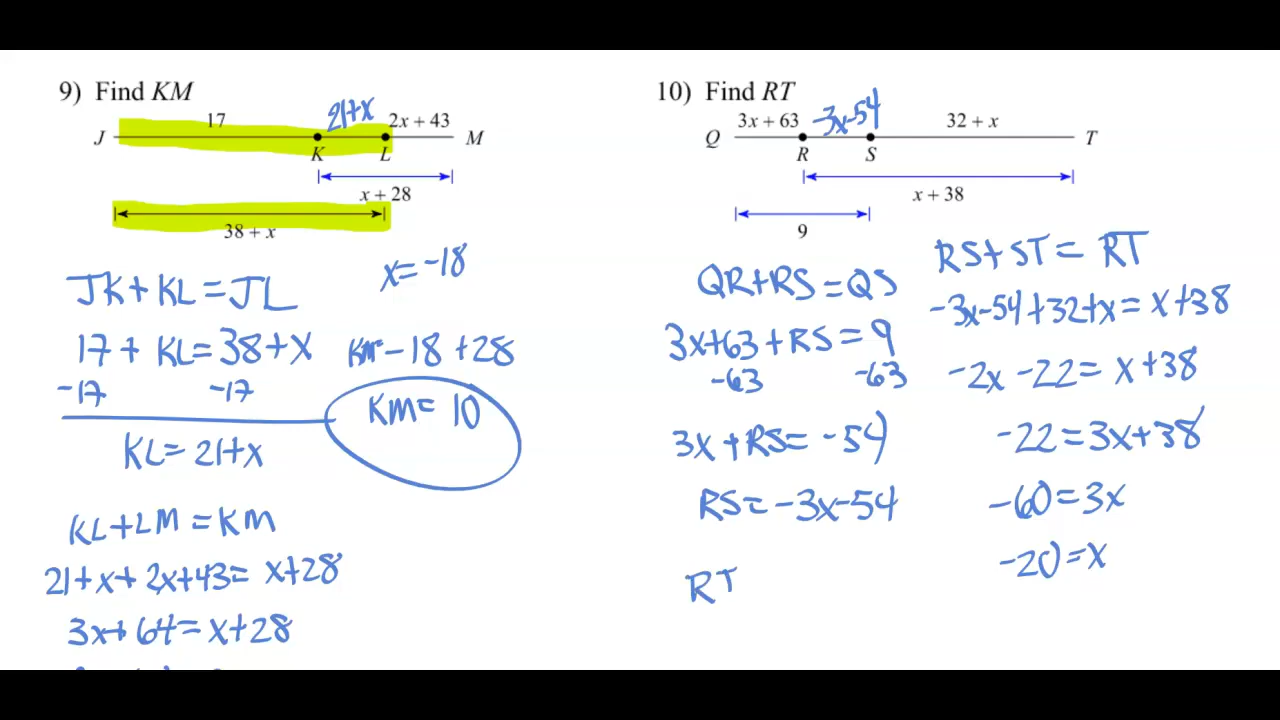 9) Find KM
21+x
17
2x + 43
J
K
L
M
x + 28
38 + x
JK+KL=JL
17+ KL=38+x
-17 -17
KL=21+x
KL+LM=KM
21+x+2x+43=x+28
3x+64=x+28
x=-18
KM=-18+28
KM=10
10) Find RT
3x + 63
-3x-54
32 + x
Q
R
S
T
x + 38
9
QR+RS=QS
3x+63+RS=9
-63 -63
3x+RS=-54
RS=-3x-54
RT
RS+ST=RT
-3x-54+32+x=x+38
-2x-22=x+38
-22=3x+38
-60=3x
-20=x